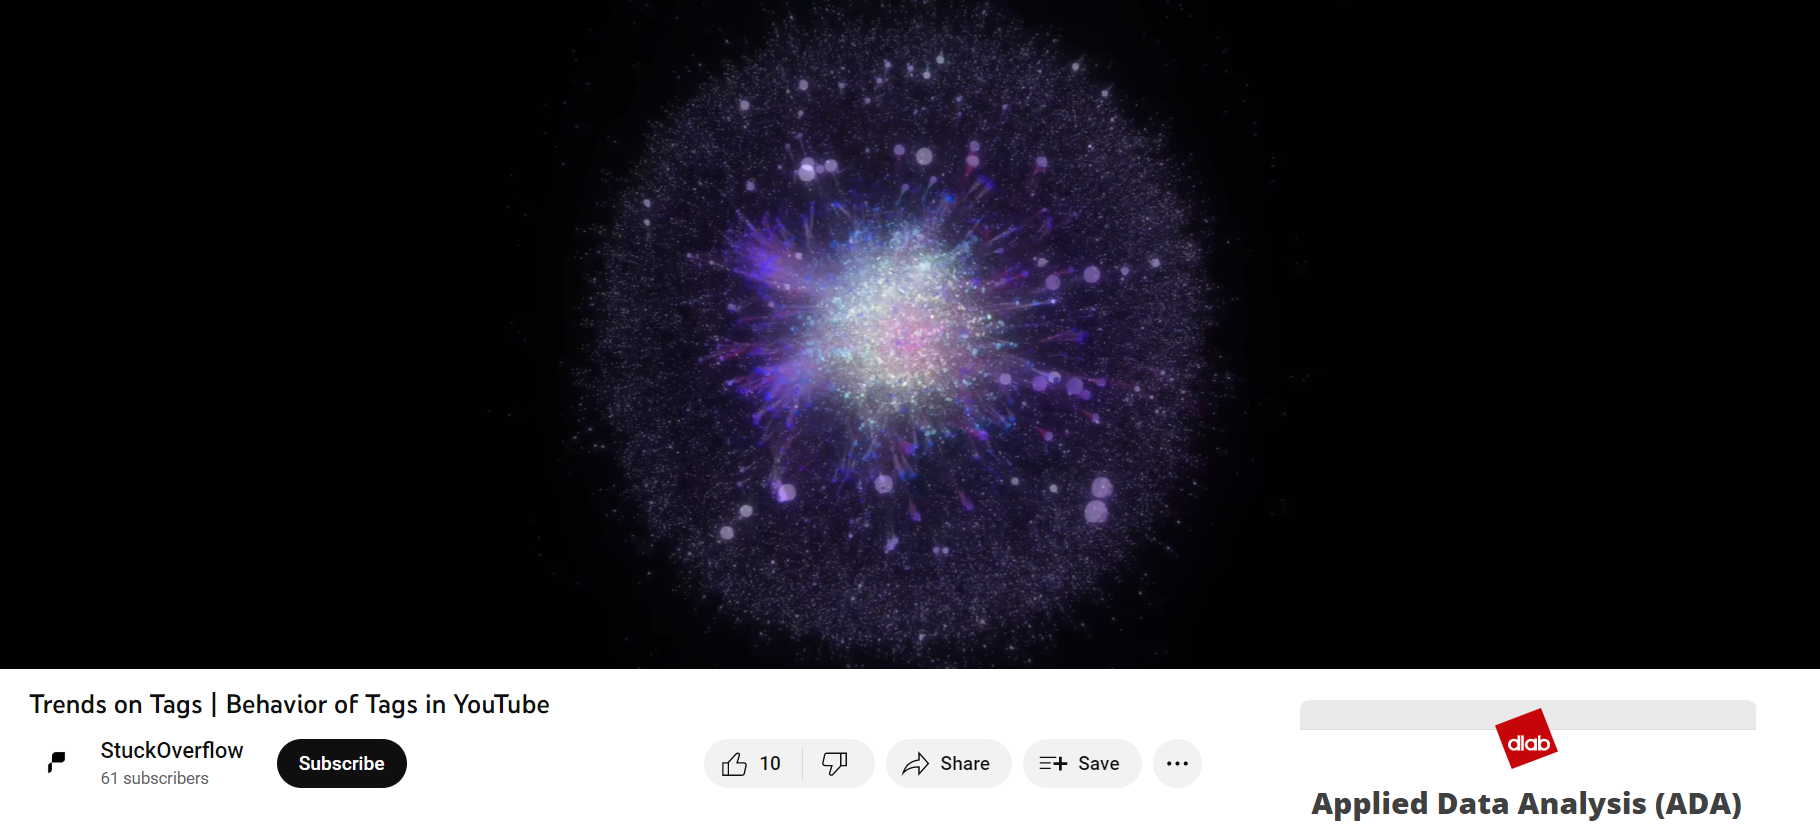 Trends on Tags | Behavior of Tags in YouTube
StuckOverflow
61 subscribers
Subscribe
10
Share
Save
dlab
Applied Data Analysis (ADA)